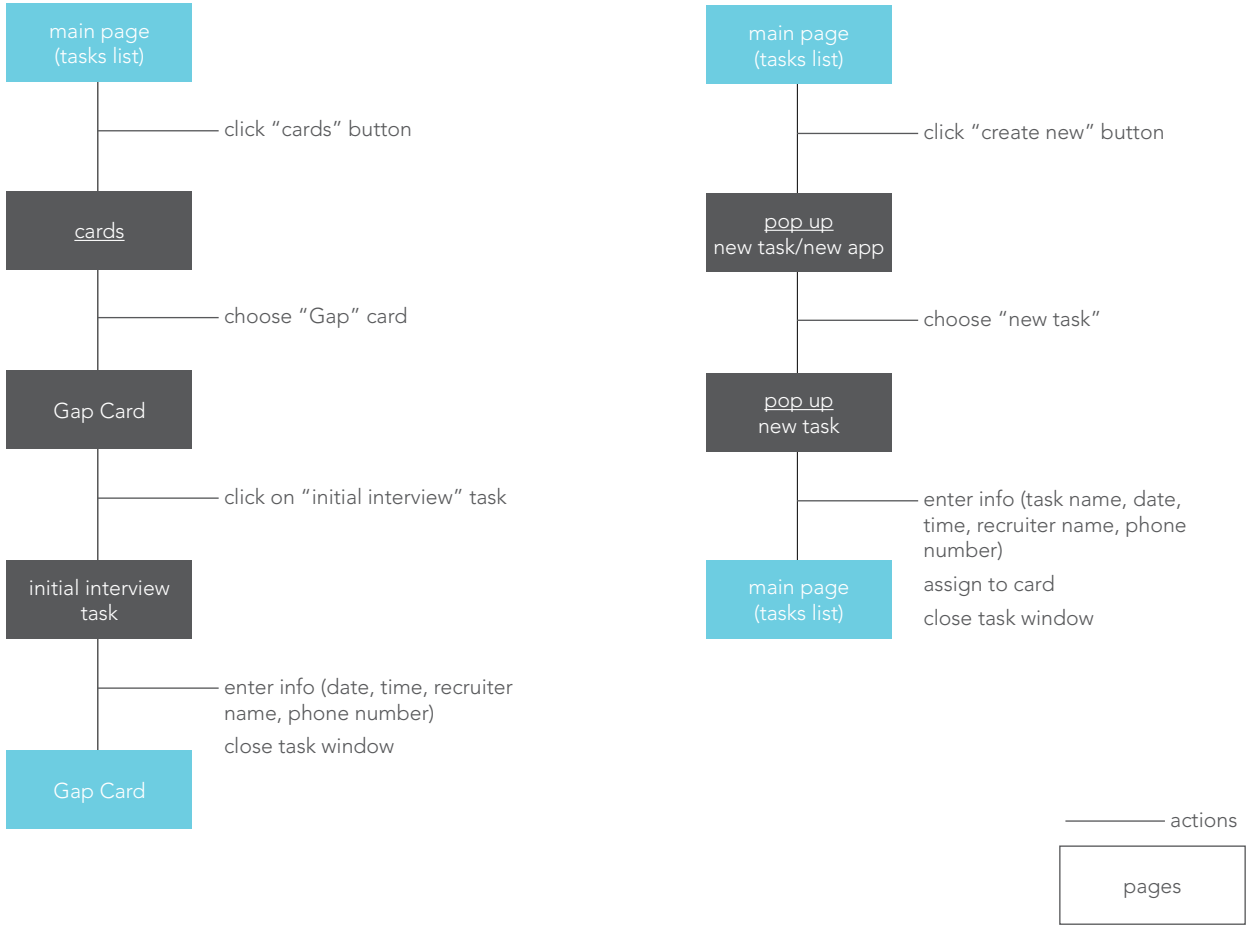 main page
(tasks list)
click “cards” button
cards
choose “Gap” card
Gap Card
click on “initial interview” task
initial interview
task
enter info (date, time, recruiter
name, phone number)
close task window
Gap Card
main page
(tasks list)
click “create new” button
pop up
new task/new app
choose “new task”
pop up
new task
enter info (task name, date,
time, recruiter name, phone
number)
assign to card
close task window
main page
(tasks list)
actions
pages